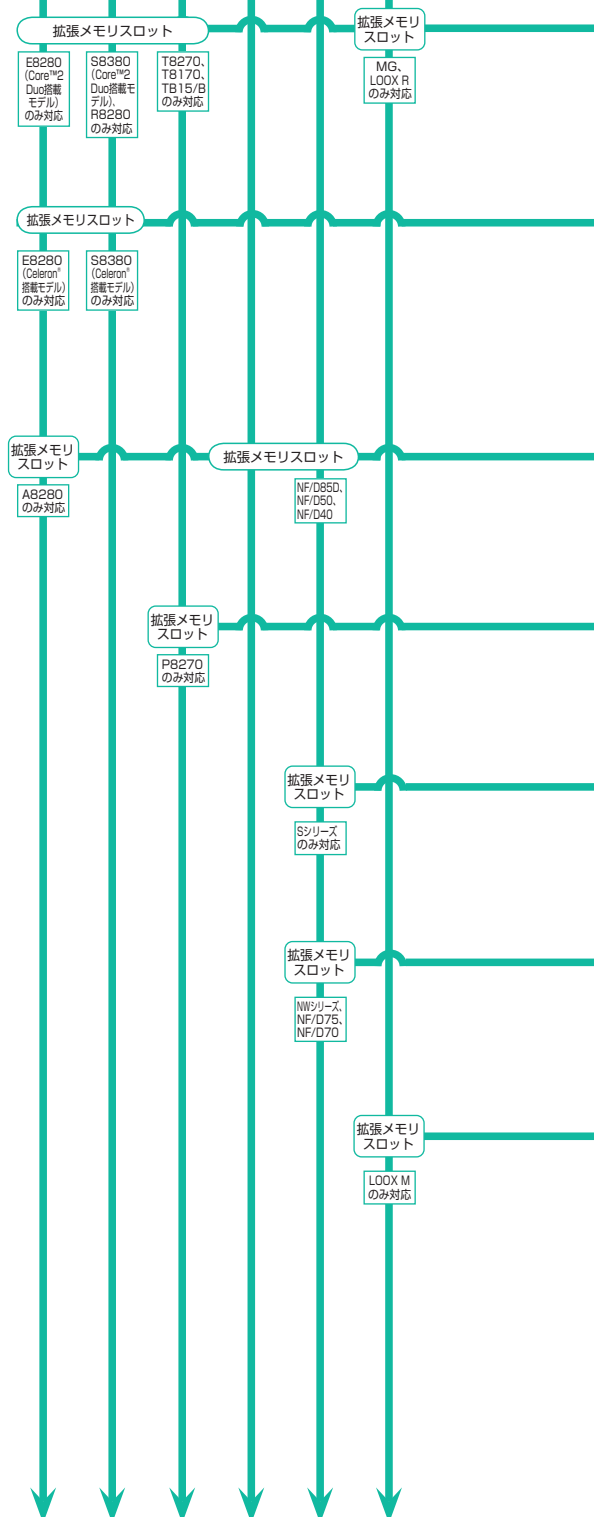 拡張メモリスロット
拡張メモリ
スロット
E8280
(Core™2
Duo搭載
モデル)
のみ対応
S8380
(Core™2
Duo搭載モ
デル)、
R8280
のみ対応
T8270、
T8170、
TB15/B
のみ対応
MG、
LOOX R
のみ対応
拡張メモリスロット
E8280
(Celeron®
搭載モデル)
のみ対応
S8380
(Celeron®
搭載モデル)
のみ対応
拡張メモリ
スロット
A8280
のみ対応
拡張メモリスロット
NF/D85D、
NF/D50、
NF/D40
拡張メモリ
スロット
P8270
のみ対応
拡張メモリ
スロット
Sシリーズ
のみ対応
拡張メモリ
スロット
NWシリーズ、
NF/D75、
NF/D70
拡張メモリ
スロット
LOOX M
のみ対応